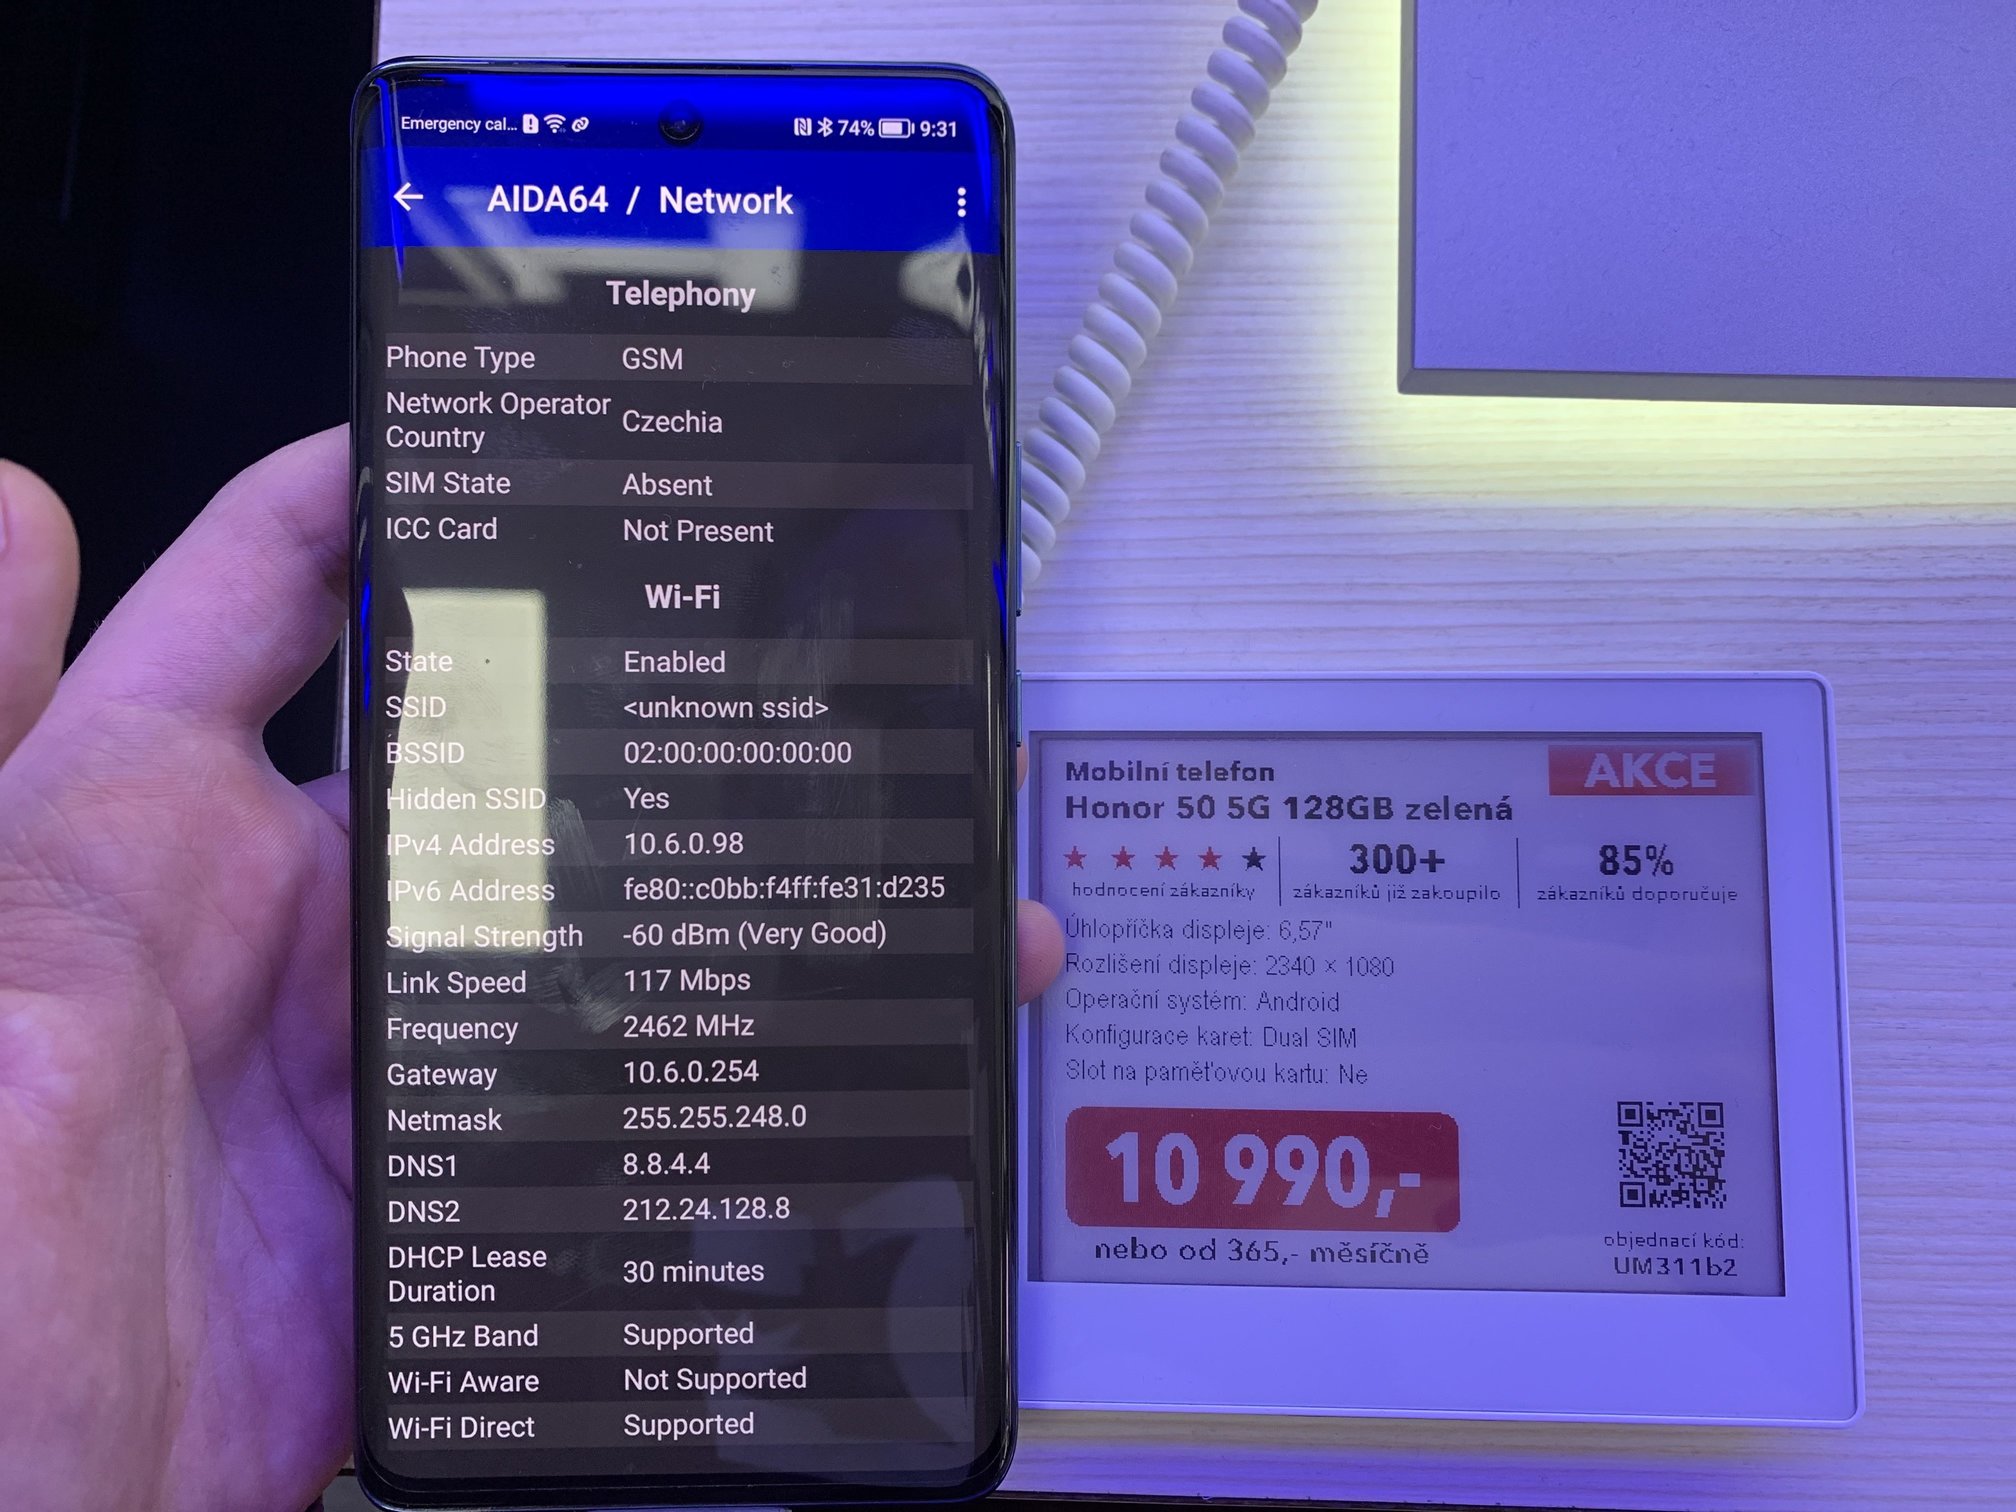 Emergency cal... 74% 9:31
AIDA64 / Network
Telephony
Phone Type GSM
Network Operator Country Czechia
SIM State Absent
ICC Card Not Present
Wi-Fi
State Enabled
SSID <unknown ssid>
BSSID 02:00:00:00:00:00
Hidden SSID Yes
IPv4 Address 10.6.0.98
IPv6 Address fe80::c0bb:f4ff:fe31:d235
Signal Strength -60 dBm (Very Good)
Link Speed 117 Mbps
Frequency 2462 MHz
Gateway 10.6.0.254
Netmask 255.255.248.0
DNS1 8.8.4.4
DNS2 212.24.128.8
DHCP Lease Duration 30 minutes
5 GHz Band Supported
Wi-Fi Aware Not Supported
Wi-Fi Direct Supported
Mobilní telefon
AKCE
Honor 50 5G 128GB zelená
300+ 85%
hodnocení zákazníky zákazníků již zakoupilo zákazníků doporučuje
Úhlopříčka displeje: 6,57"
Rozlišení displeje: 2340 × 1080
Operační systém: Android
Konfigurace karet: Dual SIM
Slot na paměťovou kartu: Ne
10 990,-
nebo od 365,- měsíčně
objednací kód:
UM311b2